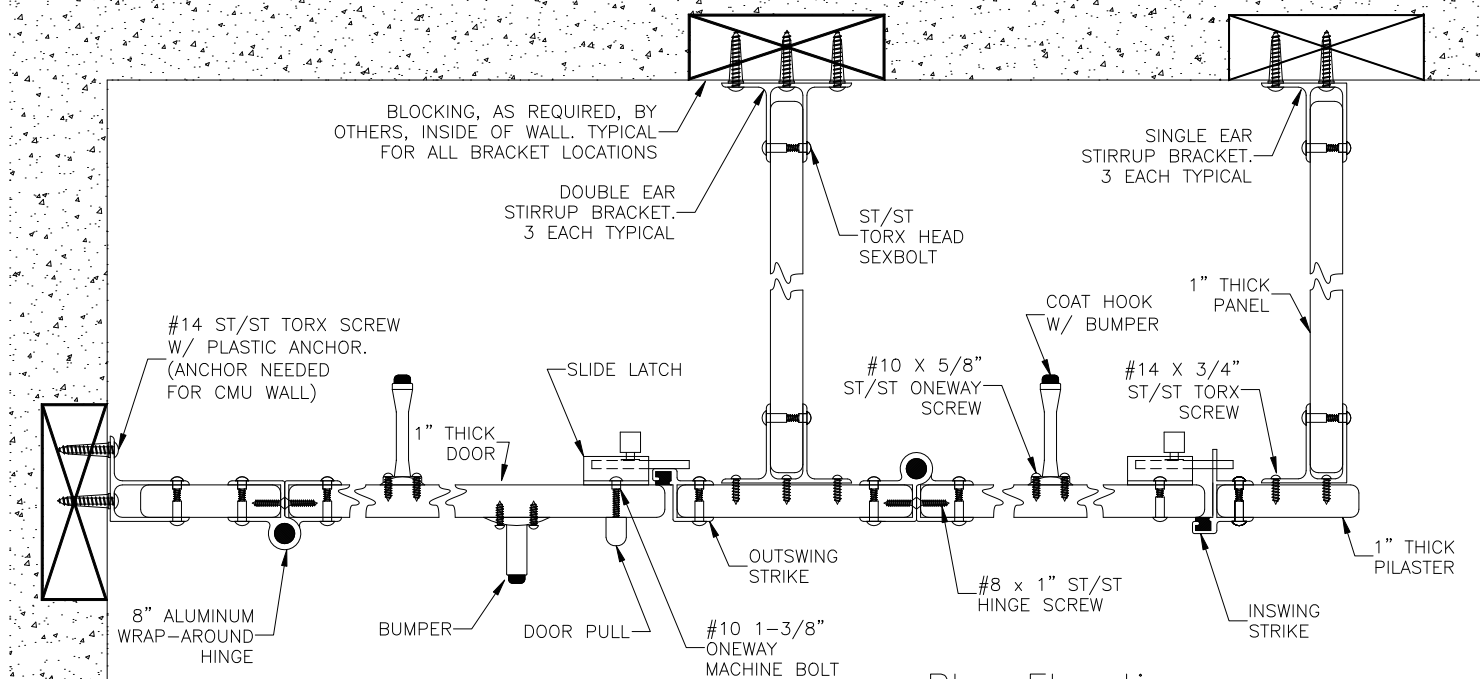 BLOCKING, AS REQUIRED, BY
OTHERS, INSIDE OF WALL. TYPICAL
FOR ALL BRACKET LOCATIONS
DOUBLE EAR
STIRRUP BRACKET.
3 EACH TYPICAL
ST/ST
TORX HEAD
SEXBOLT
SINGLE EAR
STIRRUP BRACKET.
3 EACH TYPICAL
1" THICK
PANEL
COAT HOOK
W/ BUMPER
#14 ST/ST TORX SCREW
W/ PLASTIC ANCHOR.
(ANCHOR NEEDED
FOR CMU WALL)
SLIDE LATCH
1" THICK
DOOR
#10 X 5/8"
ST/ST ONEWAY
SCREW
#14 X 3/4"
ST/ST TORX
SCREW
8" ALUMINUM
WRAP-AROUND
HINGE
BUMPER
DOOR PULL
#10 1-3/8"
ONEWAY
MACHINE BOLT
OUTSWING
STRIKE
#8 x 1" ST/ST
HINGE SCREW
INSWING
STRIKE
1" THICK
PILASTER